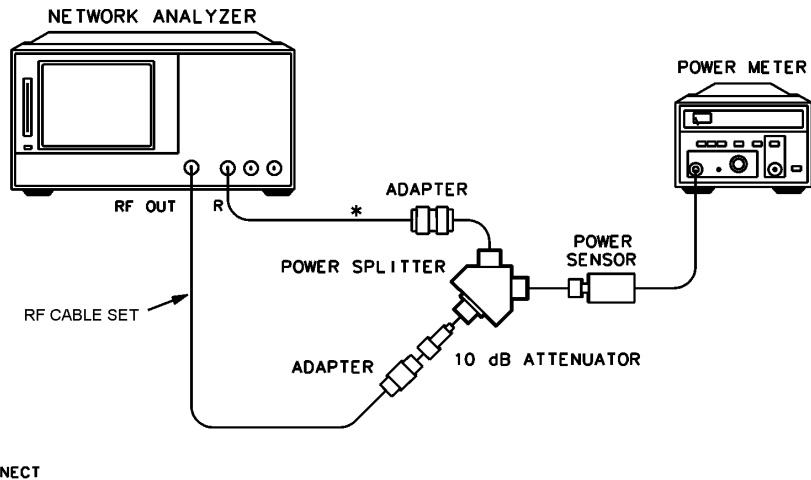 NETWORK ANALYZER
POWER METER
RF OUT
R
*
ADAPTER
POWER SPLITTER
POWER
SENSOR
RF CABLE SET
ADAPTER
10 dB ATTENUATOR
NECT